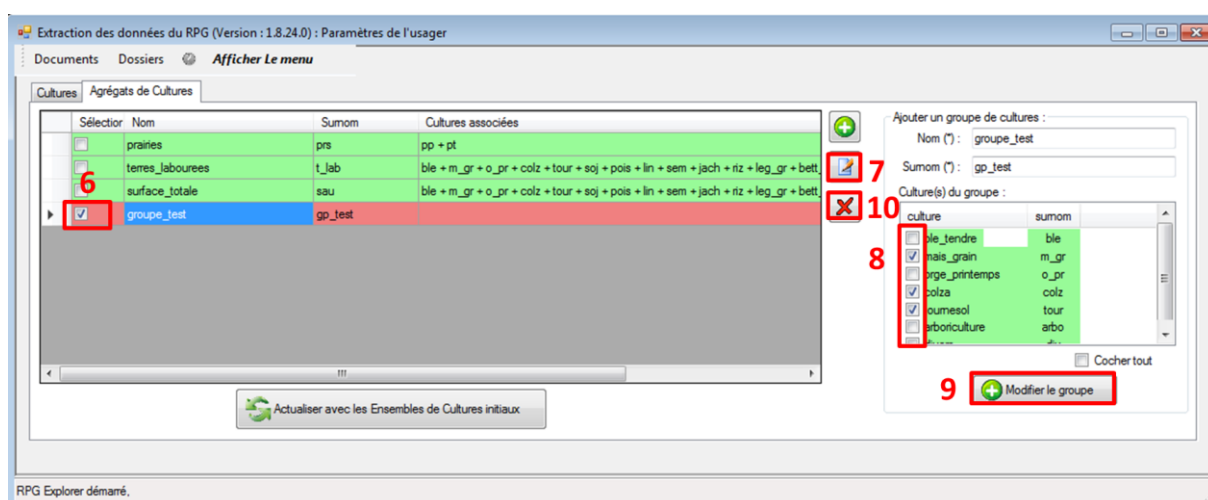 Extraction des données du RPG (Version : 1.8.24.0) : Paramètres de l'usager
Documents Dossiers Afficher Le menu
Cultures Agrégats de Cultures
Sélection Nom Surnom Cultures associées
prairies prs pp + pt
terres_labourees t_lab ble + m_gr + o_pr + colz + tour + soj + pois + lin + sem + jach + riz + leg_gr + bett
6
surface_totale sau ble + m_gr + o_pr + colz + tour + soj + pois + lin + sem + jach + riz + leg_gr + bett
groupe_test gp_test
7
10
Ajouter un groupe de cultures :
Nom (*) : groupe_test
Surnom (*) : gp_test
Culture(s) du groupe :
culture surnom
ble_tendre ble
8
mais_grain m_gr
orge_printemps o_pr
colza colz
tournesol tour
arboriculture arbo
Cocher tout
9 Modifier le groupe
Actualiser avec les Ensembles de Cultures initiaux
RPG Explorer démarré,